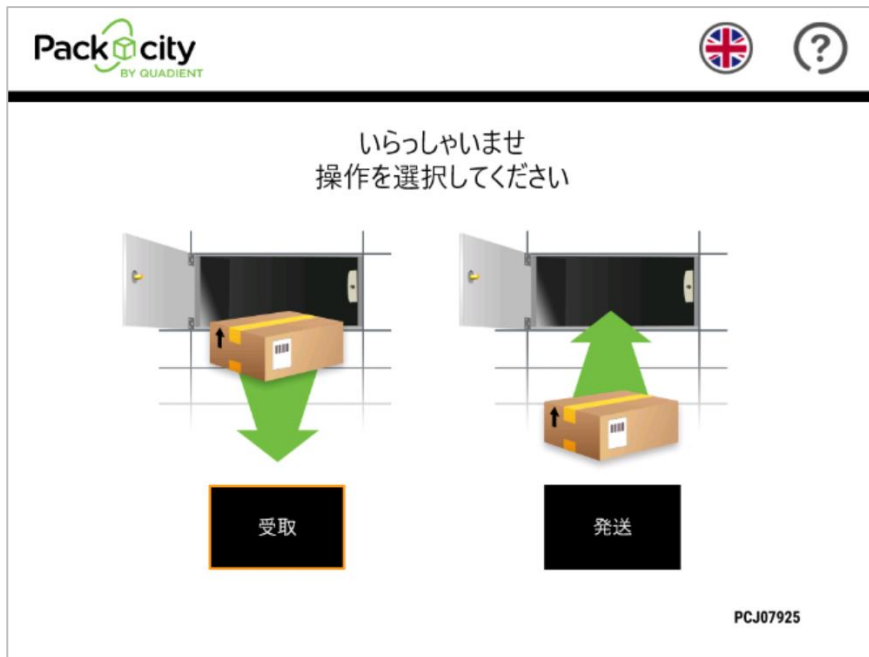 Pack city
BY QUADIENT
?
いらっしゃいませ
操作を選択してください
受取
発送
PCJ07925